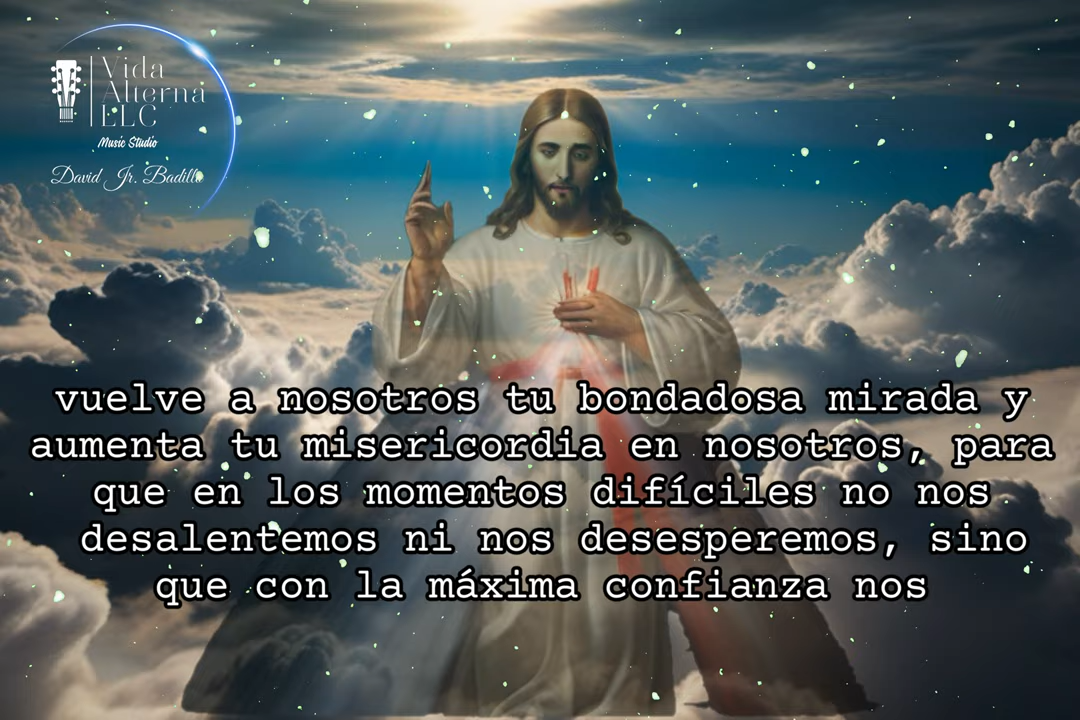 Vida
Alterna
LLC
Music Studio
David Jr. Badillo
vuelve a nosotros tu bondadosa mirada y
aumenta tu misericordia en nosotros, para
que en los momentos difíciles no nos
desalentemos ni nos desesperemos, sino
que con la máxima confianza nos